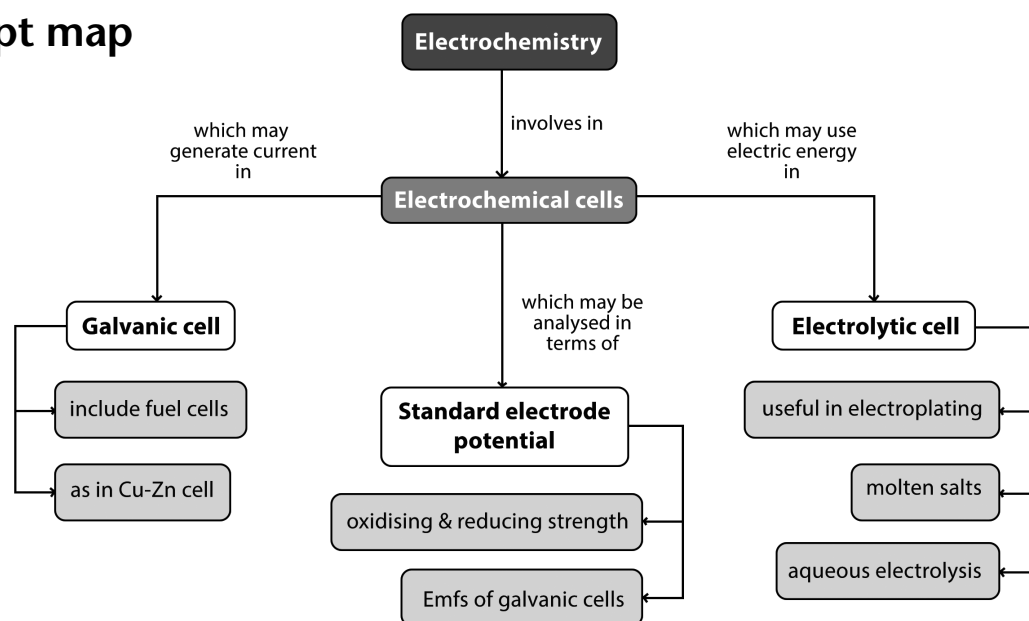 pt map
Electrochemistry
involves in
which may
generate current
in
which may use
electric energy
in
Electrochemical cells
Galvanic cell
include fuel cells
as in Cu-Zn cell
which may be
analysed in
terms of
Standard electrode
potential
oxidising & reducing strength
Emfs of galvanic cells
Electrolytic cell
useful in electroplating
molten salts
aqueous electrolysis